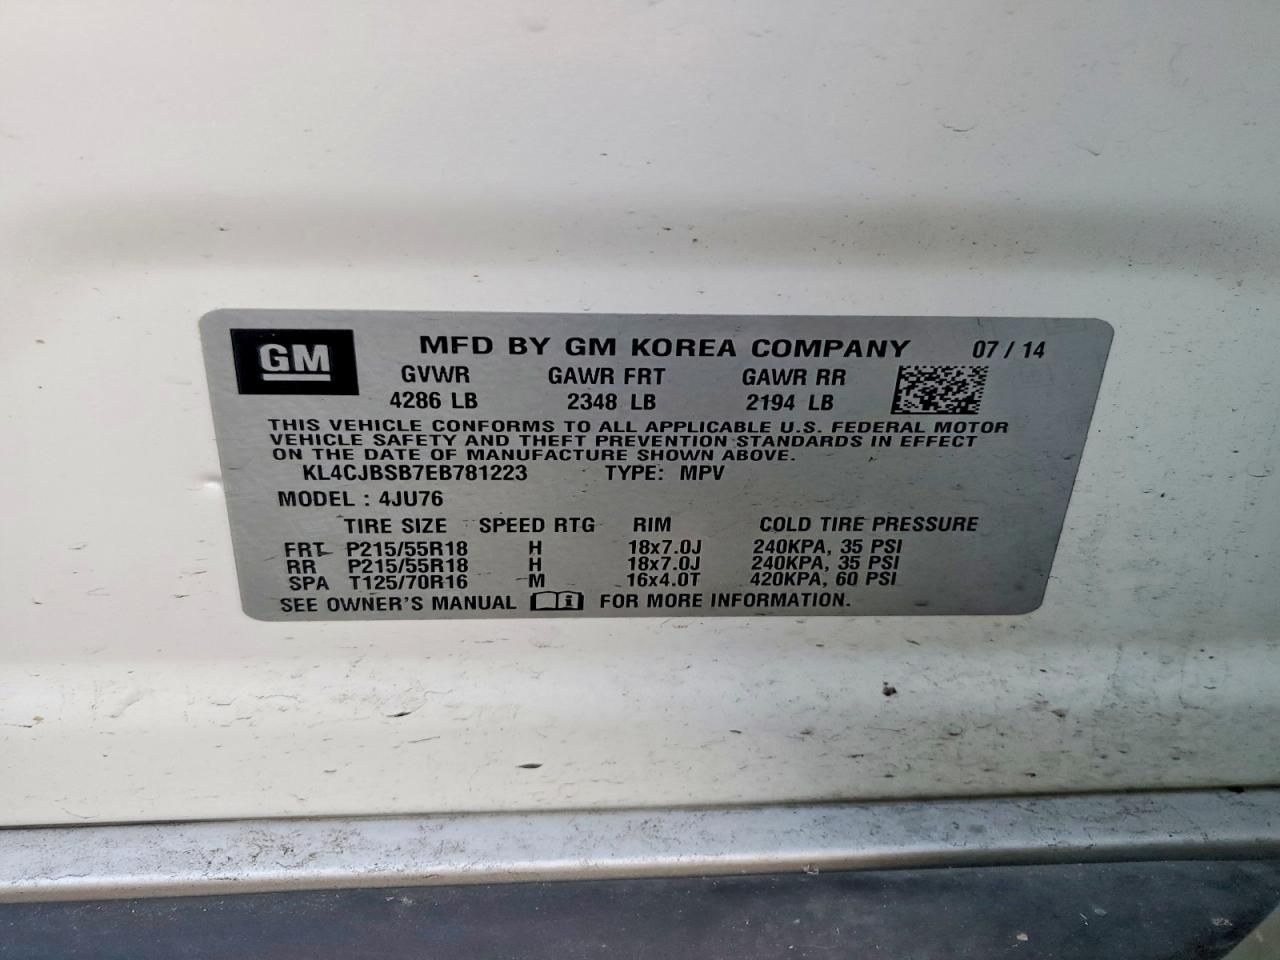 GM MFD BY GM KOREA COMPANY 07 / 14
GVWR GAWR FRT GAWR RR
4286 LB 2348 LB 2194 LB
THIS VEHICLE CONFORMS TO ALL APPLICABLE U.S. FEDERAL MOTOR
VEHICLE SAFETY AND THEFT PREVENTION STANDARDS IN EFFECT
ON THE DATE OF MANUFACTURE SHOWN ABOVE.
KL4CJBSB7EB781223 TYPE: MPV
MODEL : 4JU76
TIRE SIZE SPEED RTG RIM COLD TIRE PRESSURE
FRT P215/55R18 H 18x7.0J 240KPA, 35 PSI
RR P215/55R18 H 18x7.0J 240KPA, 35 PSI
SPA T125/70R16 M 16x4.0T 420KPA, 60 PSI
SEE OWNER'S MANUAL i FOR MORE INFORMATION.